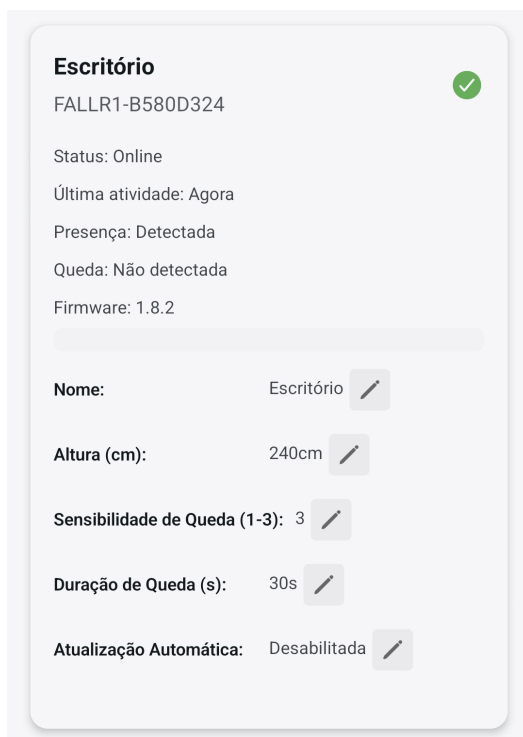 Escritório
FALLR1-B580D324
Status: Online
Última atividade: Agora
Presença: Detectada
Queda: Não detectada
Firmware: 1.8.2
Nome: Escritório
Altura (cm): 240cm
Sensibilidade de Queda (1-3): 3
Duração de Queda (s): 30s
Atualização Automática: Desabilitada